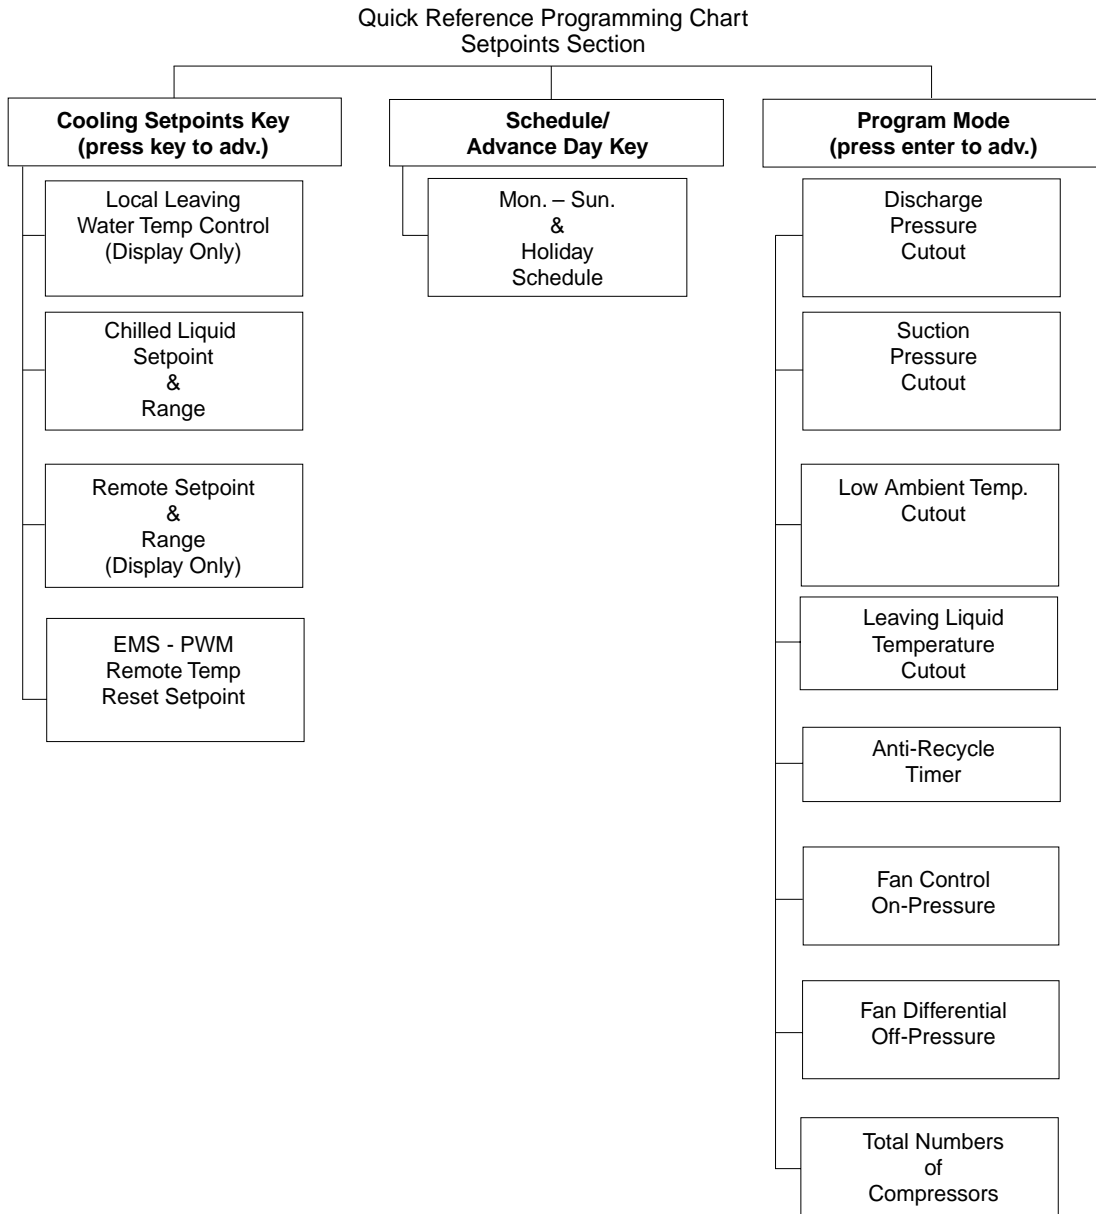 Quick Reference Programming Chart
Setpoints Section
Cooling Setpoints Key
(press key to adv.)
Local Leaving
Water Temp Control
(Display Only)
Chilled Liquid
Setpoint
&
Range
Remote Setpoint
&
Range
(Display Only)
EMS - PWM
Remote Temp
Reset Setpoint
Schedule/
Advance Day Key
Mon. – Sun.
&
Holiday
Schedule
Program Mode
(press enter to adv.)
Discharge
Pressure
Cutout
Suction
Pressure
Cutout
Low Ambient Temp.
Cutout
Leaving Liquid
Temperature
Cutout
Anti-Recycle
Timer
Fan Control
On-Pressure
Fan Differential
Off-Pressure
Total Numbers
of
Compressors